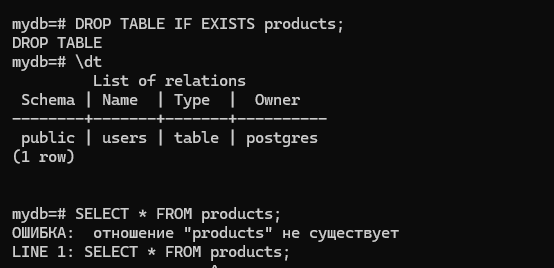 mydb=# DROP TABLE IF EXISTS products;
DROP TABLE
mydb=# \dt
         List of relations
 Schema | Name  | Type  |  Owner
--------+-------+-------+----------
 public | users | table | postgres
(1 row)
mydb=# SELECT * FROM products;
ОШИБКА:  отношение "products" не существует
LINE 1: SELECT * FROM products;
                      ^